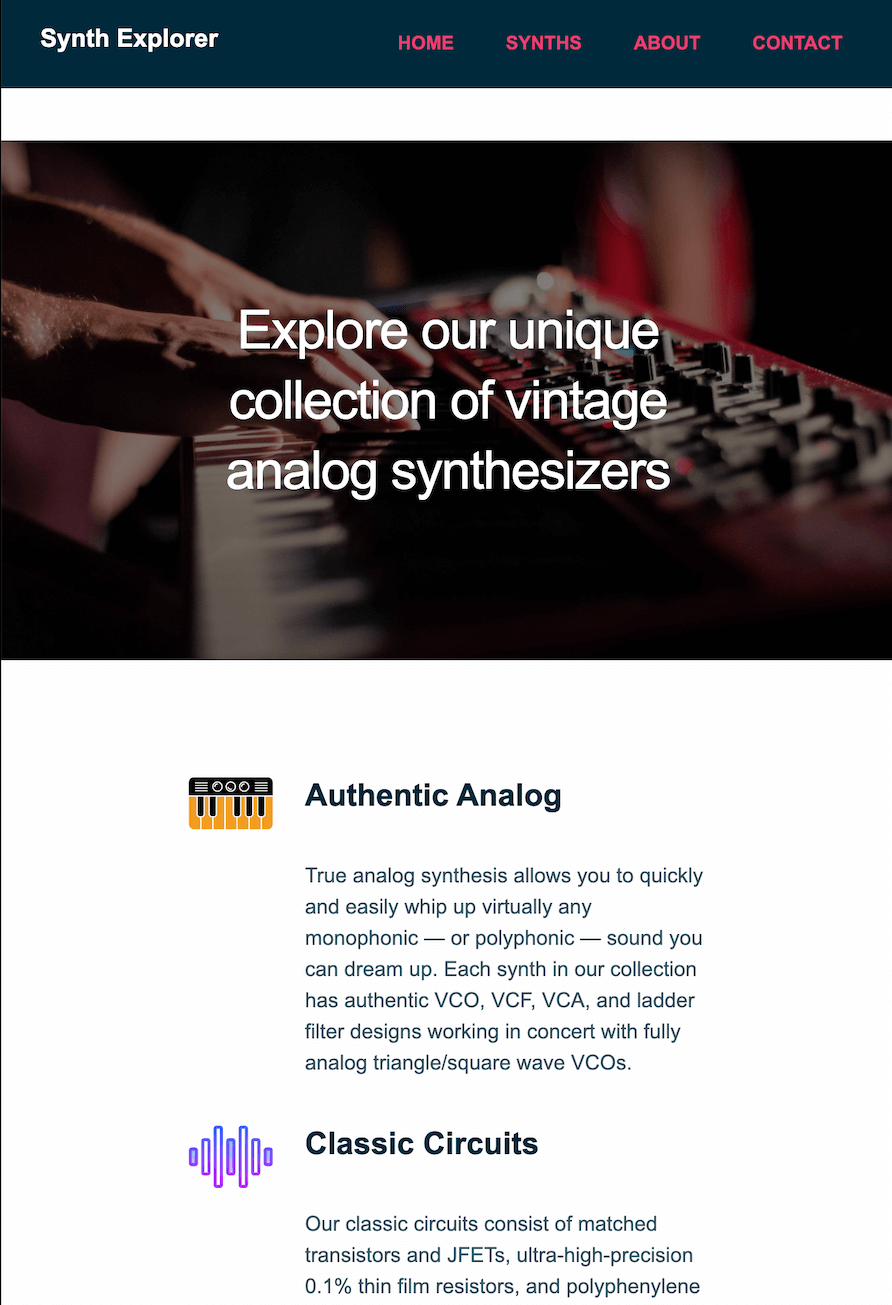 Synth Explorer
HOME SYNTHS ABOUT CONTACT
Explore our unique
collection of vintage
analog synthesizers
Authentic Analog
True analog synthesis allows you to quickly
and easily whip up virtually any
monophonic — or polyphonic — sound you
can dream up. Each synth in our collection
has authentic VCO, VCF, VCA, and ladder
filter designs working in concert with fully
analog triangle/square wave VCOs.
Classic Circuits
Our classic circuits consist of matched
transistors and JFETs, ultra-high-precision
0.1% thin film resistors, and polyphenylene